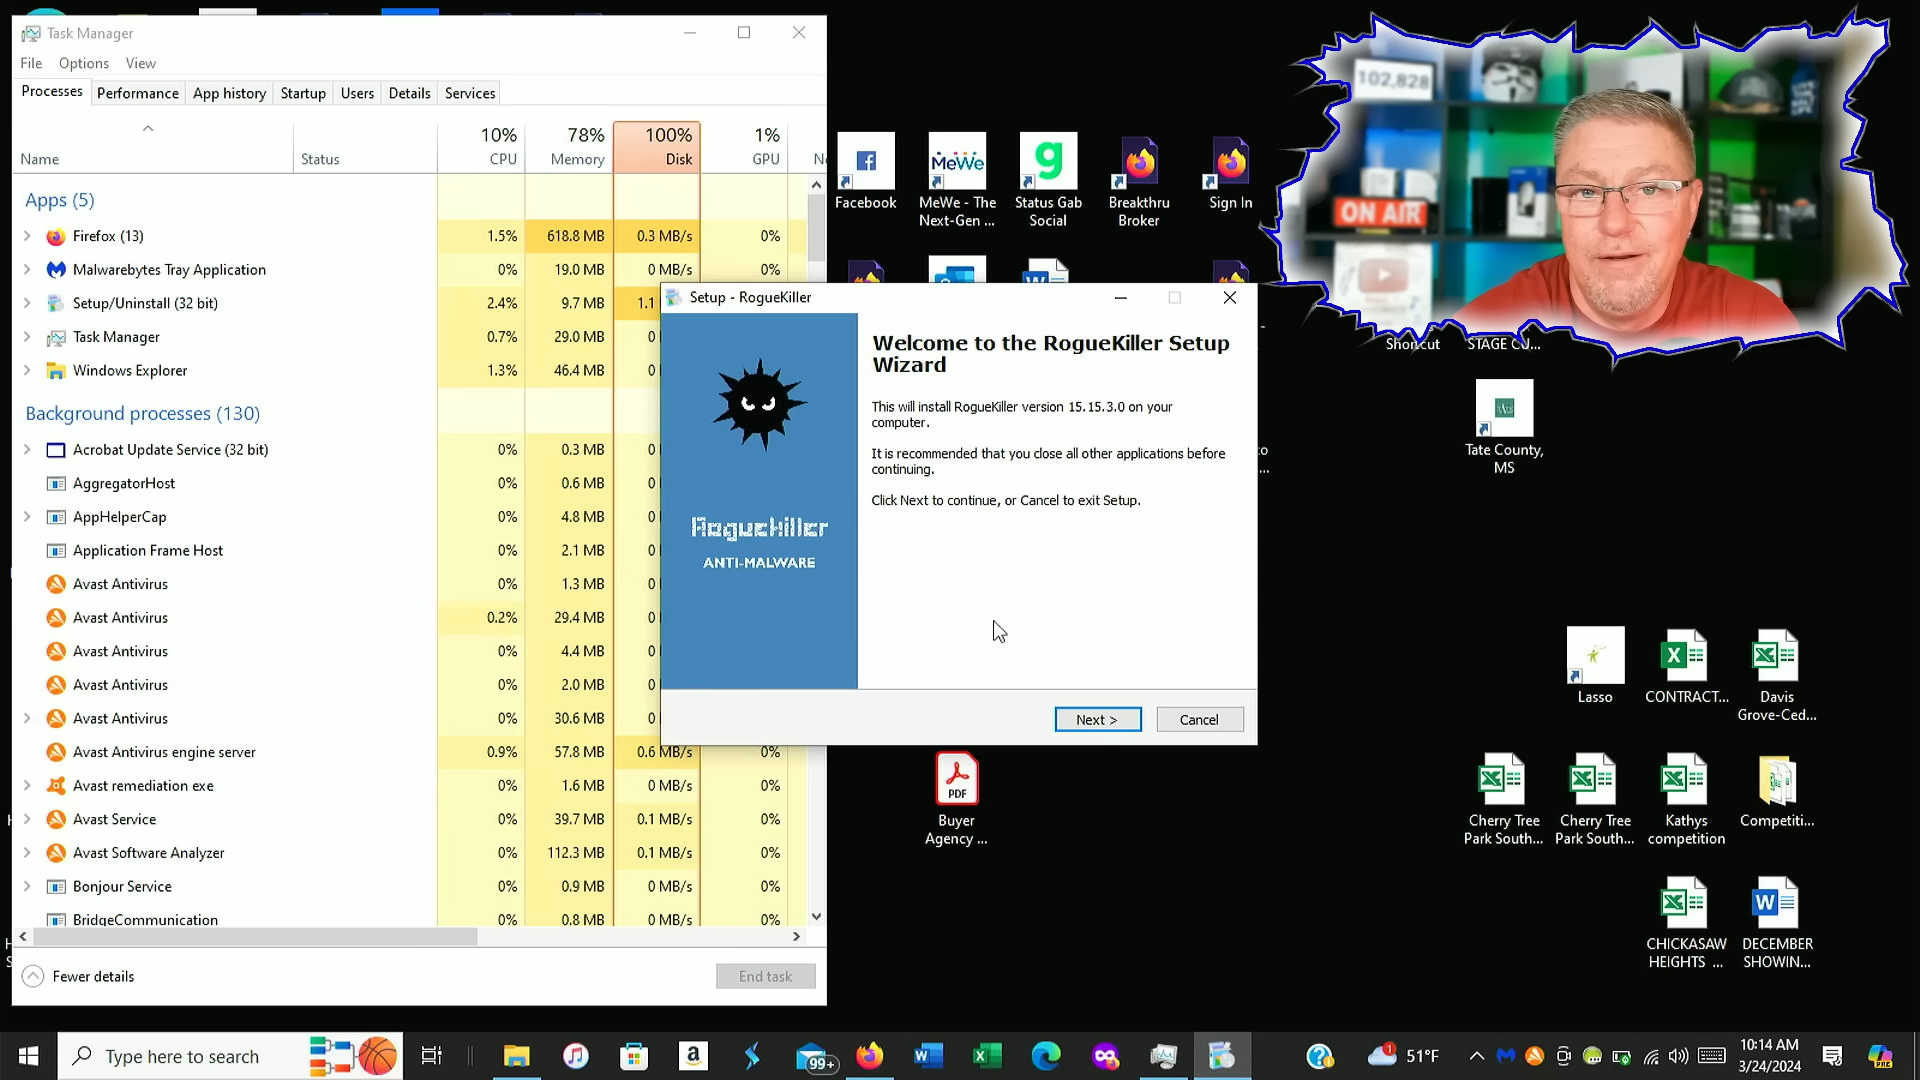 Task Manager
File Options View
Processes Performance App history Startup Users Details Services
10% 78% 100% 1%
Name Status CPU Memory Disk GPU
Apps (5)
Firefox (13) 1.5% 618.8 MB 0.3 MB/s 0%
Malwarebytes Tray Application 0% 19.0 MB 0 MB/s 0%
Setup/Uninstall (32 bit) 2.4% 9.7 MB 1.1
Task Manager 0.7% 29.0 MB 0
Windows Explorer 1.3% 46.4 MB 0
Background processes (130)
Acrobat Update Service (32 bit) 0% 0.3 MB 0
AggregatorHost 0% 0.6 MB 0
AppHelperCap 0% 4.8 MB 0
Application Frame Host 0% 2.1 MB 0
Avast Antivirus 0% 1.3 MB 0
Avast Antivirus 0.2% 29.4 MB 0
Avast Antivirus 0% 4.4 MB 0
Avast Antivirus 0% 2.0 MB 0
Avast Antivirus 0% 30.6 MB 0
Avast Antivirus engine server 0.9% 57.8 MB 0.6 MB/s 0%
Avast remediation exe 0% 1.6 MB 0 MB/s 0%
Avast Service 0% 39.7 MB 0.1 MB/s 0%
Avast Software Analyzer 0% 112.3 MB 0.1 MB/s 0%
Bonjour Service 0% 0.9 MB 0 MB/s 0%
BridgeCommunication 0% 0.8 MB 0 MB/s 0%
Fewer details End task
Setup - RogueKiller
Welcome to the RogueKiller Setup
Wizard
This will install RogueKiller version 15.15.3.0 on your
computer.
It is recommended that you close all other applications before
continuing.
Click Next to continue, or Cancel to exit Setup.
RogueKiller
ANTI-MALWARE
Next > Cancel
MeWe
g
Facebook
MeWe - The
Next-Gen ...
Status Gab
Social
Breakthru
Broker
Sign In
102,828
ON AIR
Shortcut
STAGE CO...
Tate County,
MS
Lasso
CONTRACT...
Davis
Grove-Ced...
PDF
Buyer
Agency ...
Cherry Tree
Park South...
Cherry Tree
Park South...
Kathys
competition
Competiti...
CHICKASAW
HEIGHTS ...
DECEMBER
SHOWIN...
Type here to search
99+
1
51°F
10:14 AM
3/24/2024
PRE